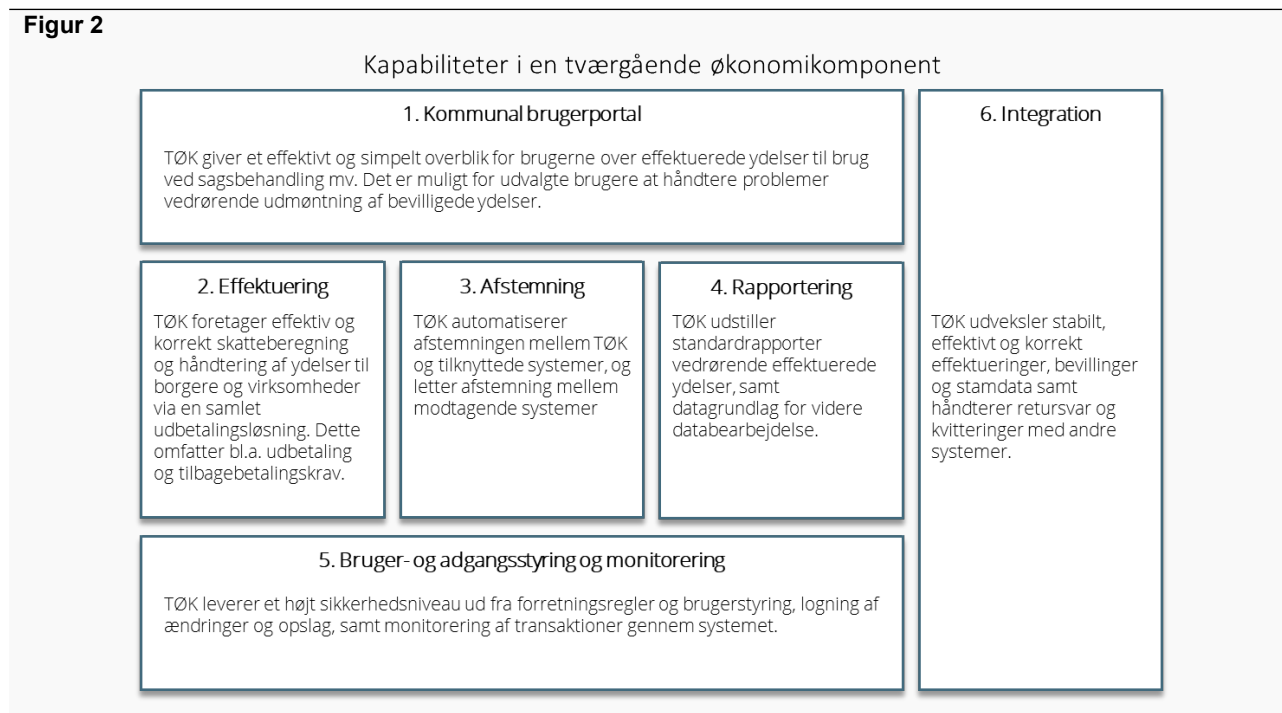 Figur 2
Kapabiliteter i en tværgående økonomikomponent
1. Kommunal brugerportal
TØK giver et effektivt og simpelt overblik for brugerne over effektuerede ydelser til brug
ved sagsbehandling mv. Det er muligt for udvalgte brugere at håndtere problemer
vedrørende udmøntning af bevilligede ydelser.
2. Effektuering
TØK foretager effektiv og
korrekt skatteberegning
og håndtering af ydelser til
borgere og virksomheder
via en samlet
udbetalingsløsning. Dette
omfatter bl.a. udbetaling
og tilbagebetalingskrav.
3. Afstemning
TØK automatiserer
afstemningen mellem TØK
og tilknyttede systemer, og
letter afstemning mellem
modtagende systemer
4. Rapportering
TØK udstiller
standardrapporter
vedrørende effektuerede
ydelser, samt
datagrundlag for videre
databearbejdelse.
5. Bruger- og adgangsstyring og monitorering
TØK leverer et højt sikkerhedsniveau ud fra forretningsregler og brugerstyring, logning af
ændringer og opslag, samt monitorering af transaktioner gennem systemet.
6. Integration
TØK udveksler stabilt,
effektivt og korrekt
effektueringer, bevillinger
og stamdata samt
håndterer retursvar og
kvitteringer med andre
systemer.